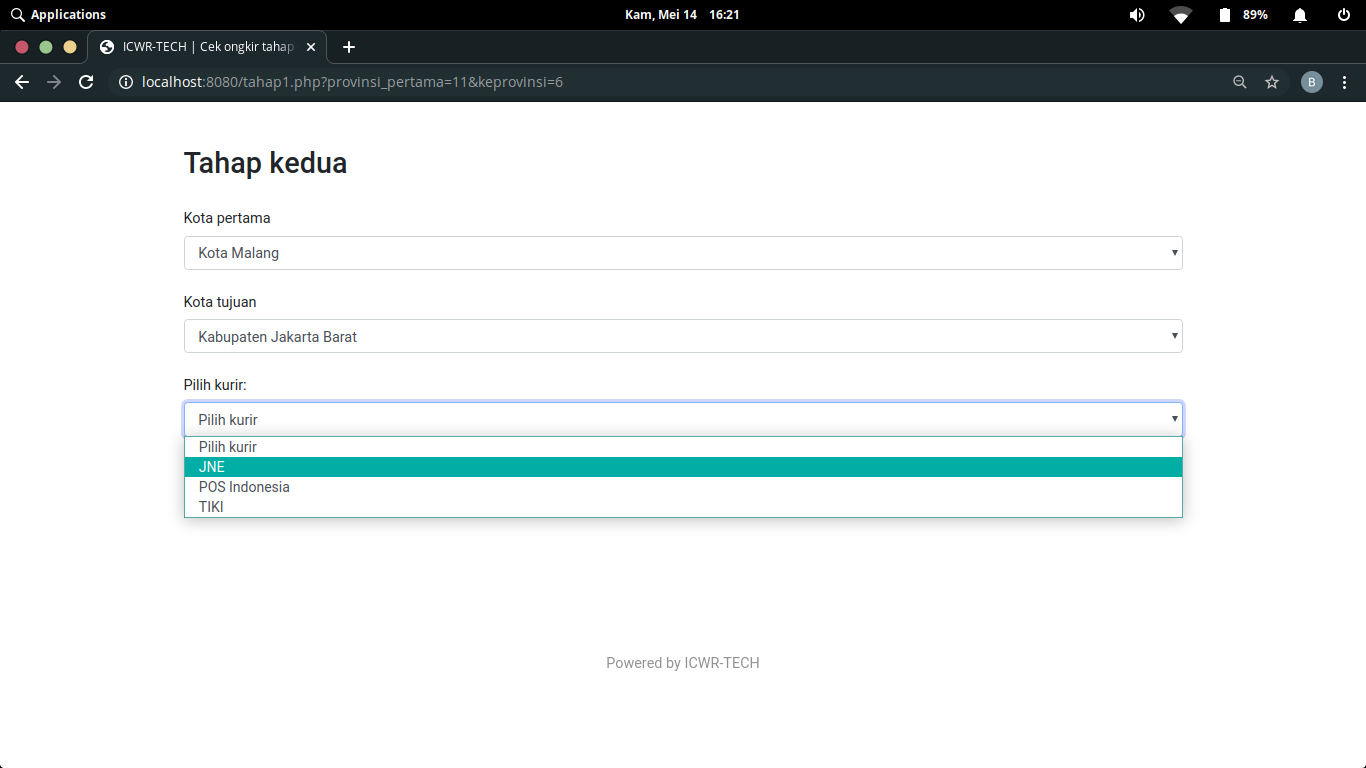 Applications
Kam, Mei 14 16:21
89%
ICWR-TECH | Cek ongkir tahap
localhost:8080/tahap1.php?provinsi_pertama=11&keprovinsi=6
B
Tahap kedua
Kota pertama
Kota Malang
Kota tujuan
Kabupaten Jakarta Barat
Pilih kurir:
Pilih kurir
Pilih kurir
JNE
POS Indonesia
TIKI
Powered by ICWR-TECH